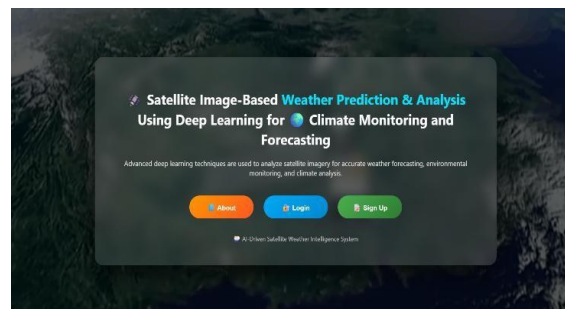 Satellite Image-Based Weather Prediction & Analysis
Using Deep Learning for Climate Monitoring and
Forecasting
Advanced deep learning techniques are used to analyze satellite imagery for accurate weather forecasting, environmental
monitoring, and climate analysis.
About Login Sign Up
AI-Driven Satellite Weather Intelligence System